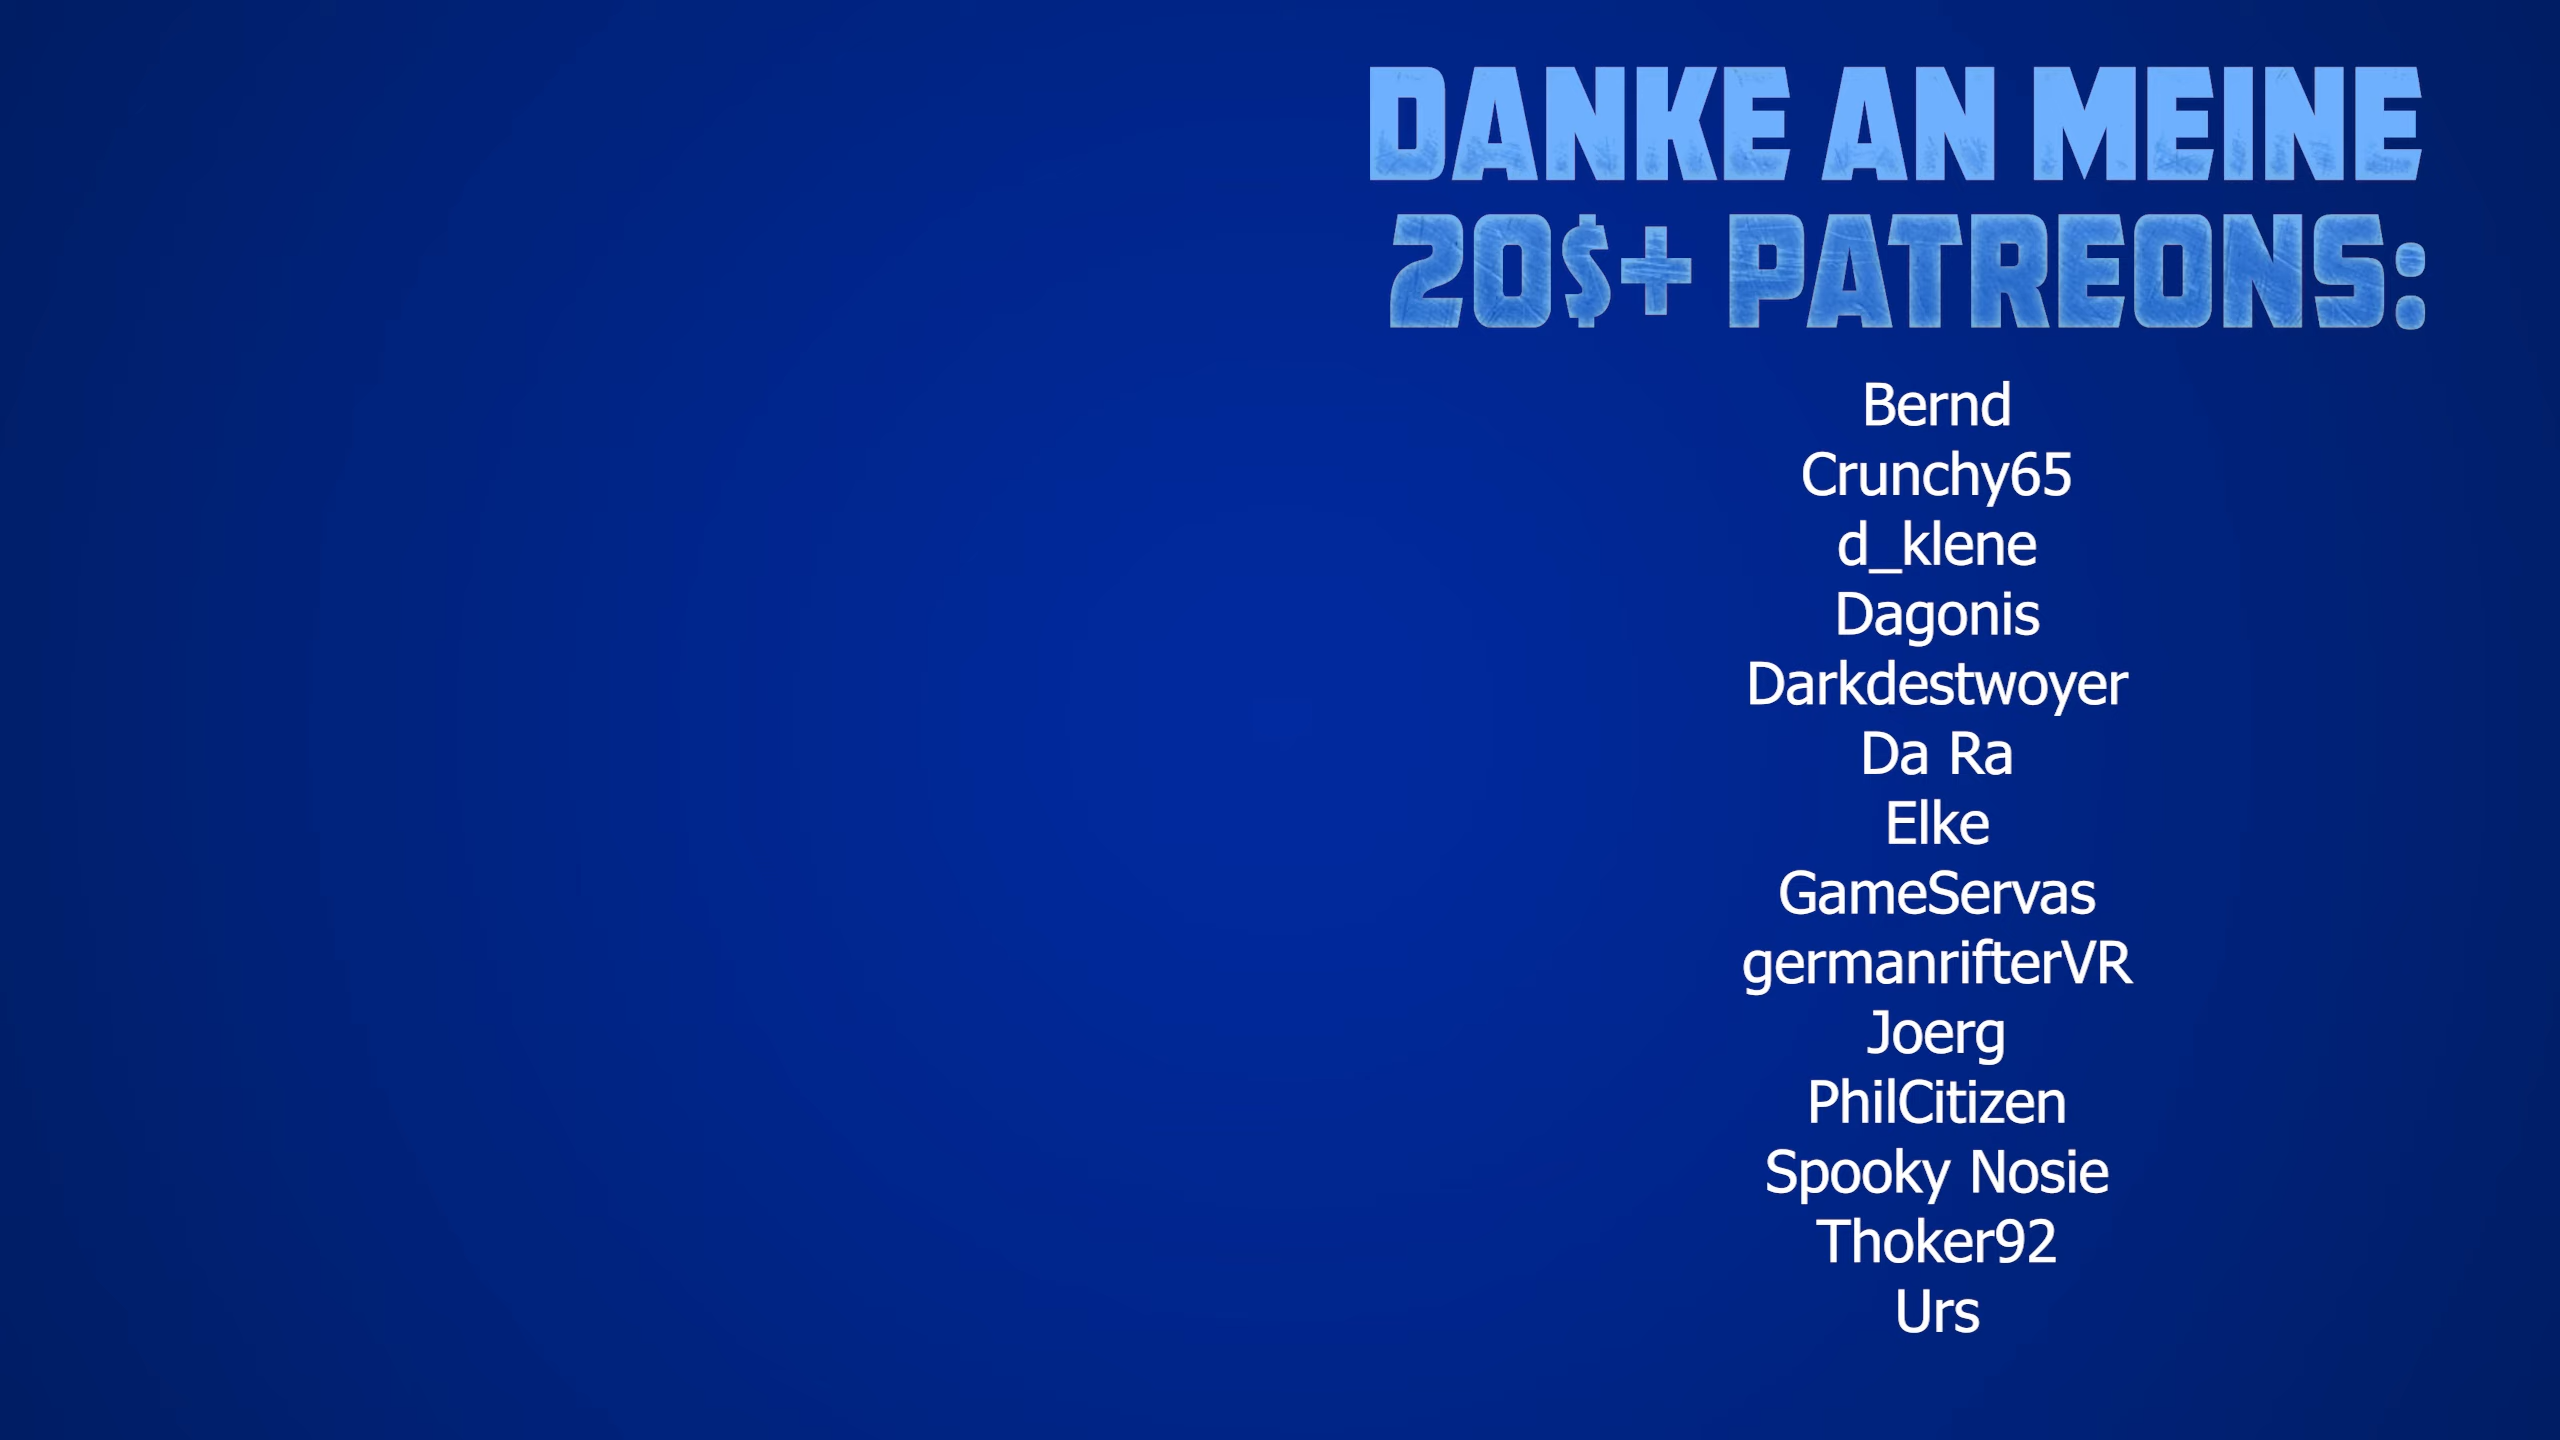 DANKE AN MEINE
20$+ PATREONS:
Bernd
Crunchy65
d_klene
Dagonis
Darkdestwoyer
Da Ra
Elke
GameServas
germanrifterVR
Joerg
PhilCitizen
Spooky Nosie
Thoker92
Urs